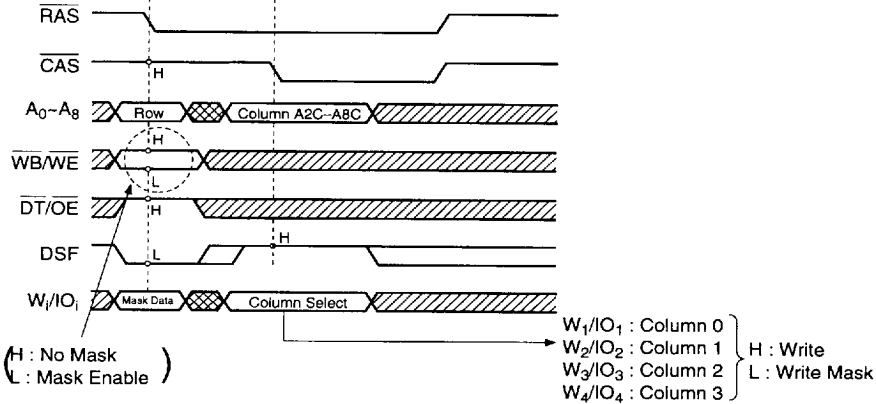 RAS
CAS
H
A0~A8
Row
Column A2C~A8C
H
WB/WE
L
DT/OE
H
DSF
L
H
Wi/IOi
Mask Data
Column Select
(H : No Mask
L : Mask Enable)
W1/IO1 : Column 0
W2/IO2 : Column 1
W3/IO3 : Column 2
W4/IO4 : Column 3
H : Write
L : Write Mask